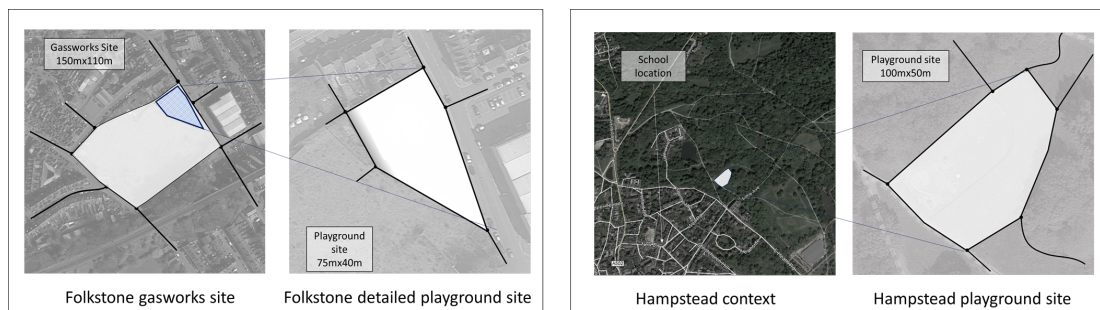 Gassworks Site
150mx110m
Playground
site
75mx40m
Folkstone gasworks site
Folkstone detailed playground site
School
location
A502
Playground site
100mx50m
Hampstead context
Hampstead playground site